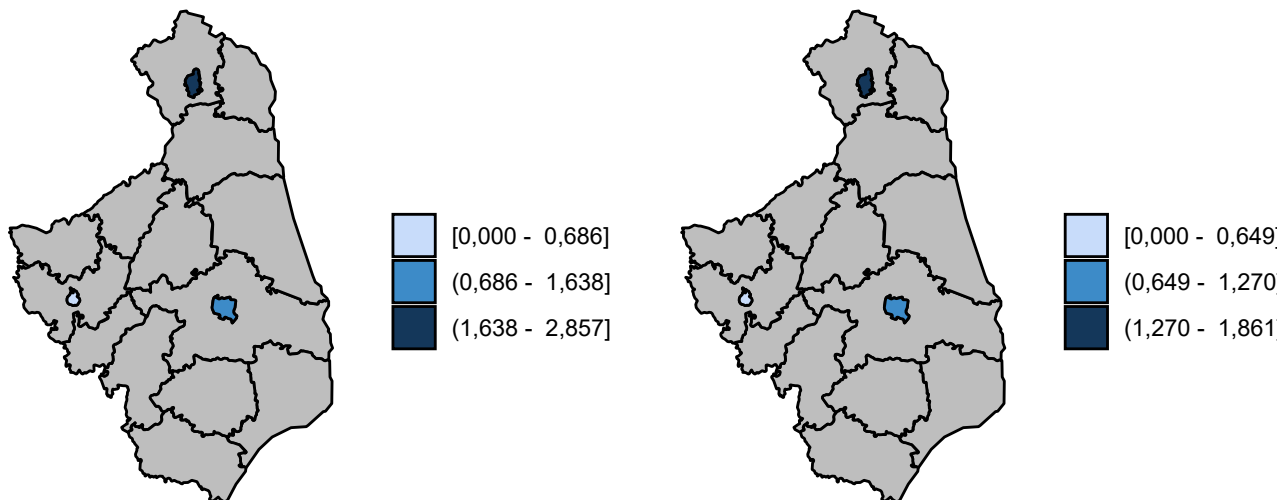 [0,000 - 0,686]
(0,686 - 1,638]
(1,638 - 2,857]
[0,000 - 0,649]
(0,649 - 1,270]
(1,270 - 1,861]